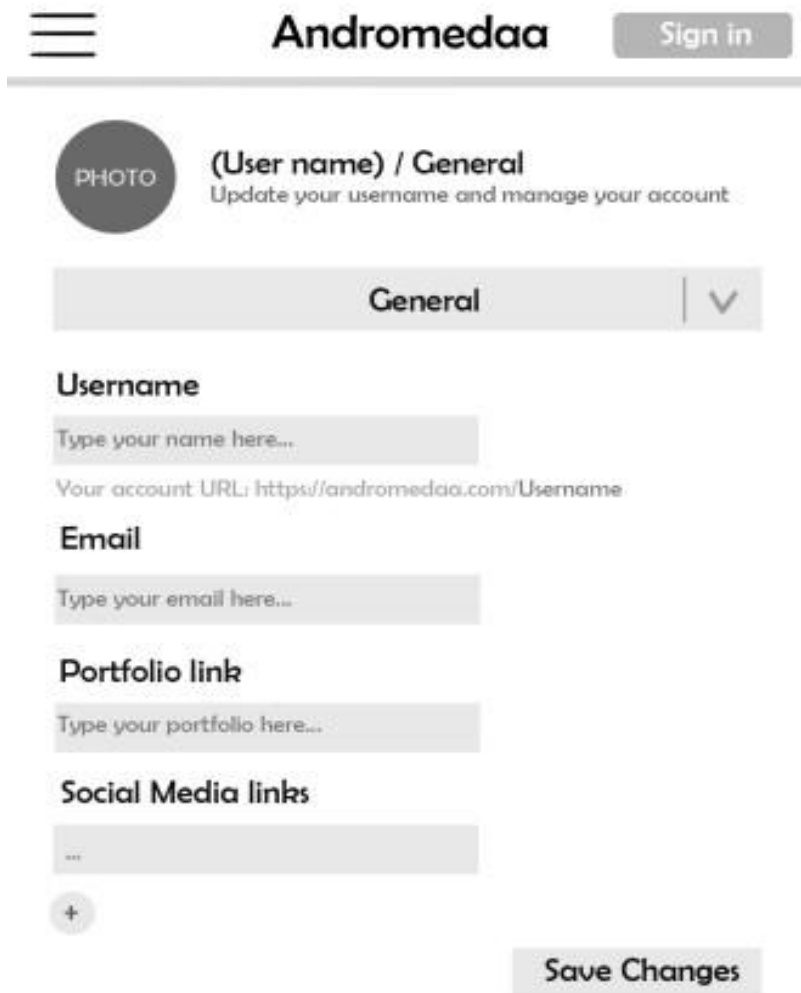 Andromedaa
Sign in
PHOTO
(User name) / General
Update your username and manage your account
General
Username
Type your name here...
Your account URL: https://andromedaa.com/Username
Email
Type your email here...
Portfolio link
Type your portfolio here...
Social Media links
...
+
Save Changes